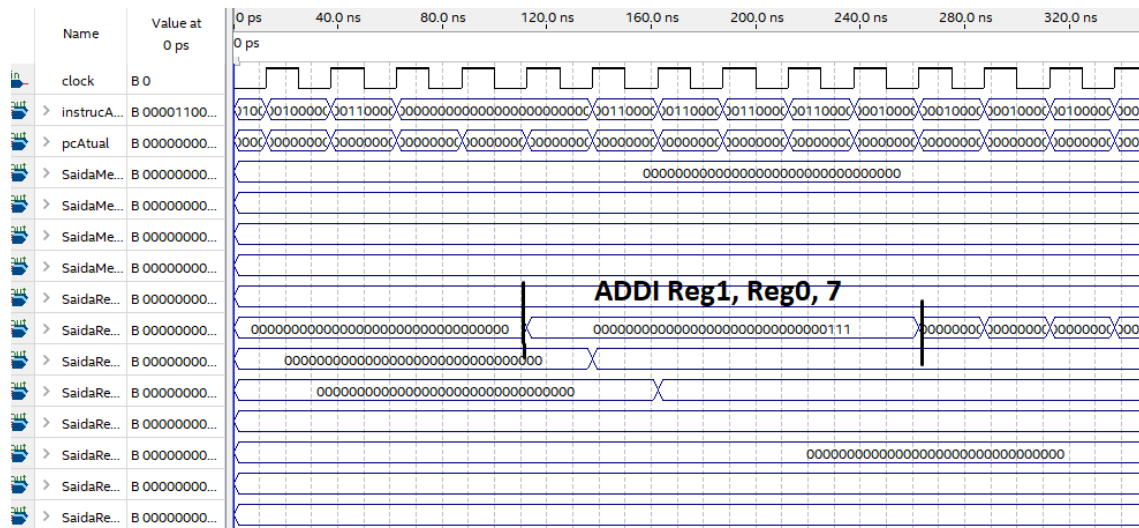 Name Value at 0 ps 0 ps 40.0 ns 80.0 ns 120.0 ns 160.0 ns 200.0 ns 240.0 ns 280.0 ns 320.0 ns
0 ps
in clock B 0
> instrucA... B 00001100... 00000000000000000000000000000000
> pcAtual B 00000000...
> SaidaMe... B 00000000... 00000000000000000000000000000000
> SaidaMe... B 00000000...
> SaidaMe... B 00000000...
> SaidaMe... B 00000000...
> SaidaRe... B 00000000... ADDI Reg1, Reg0, 7
> SaidaRe... B 00000000... 00000000000000000000000000000000 00000000000000000000000000000111
> SaidaRe... B 00000000... 00000000000000000000000000000000
> SaidaRe... B 00000000... 00000000000000000000000000000000
> SaidaRe... B 00000000...
> SaidaRe... B 00000000... 00000000000000000000000000000000
> SaidaRe... B 00000000...
> SaidaRe... B 00000000...